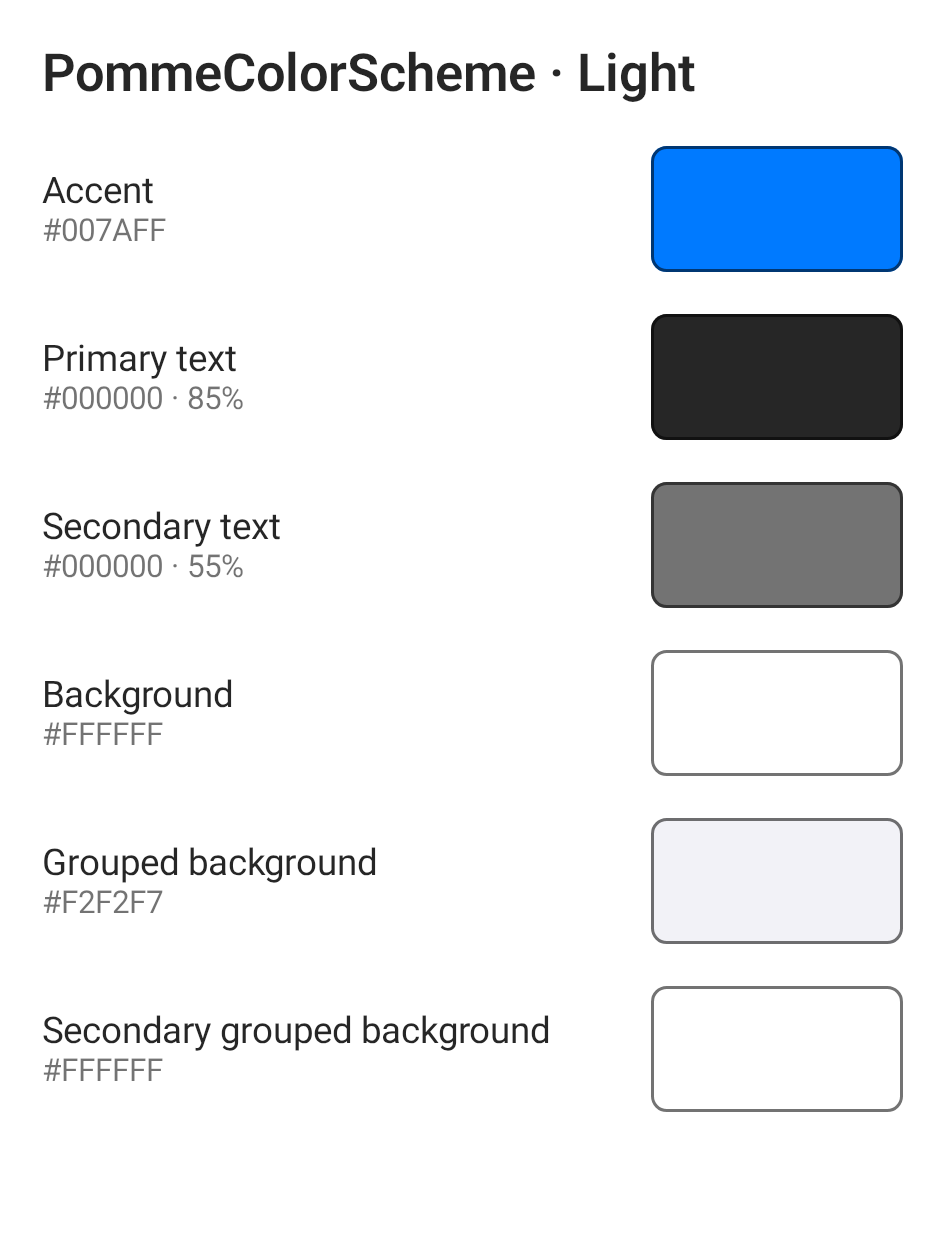 PommeColorScheme · Light
Accent
#007AFF
Primary text
#000000 · 85%
Secondary text
#000000 · 55%
Background
#FFFFFF
Grouped background
#F2F2F7
Secondary grouped background
#FFFFFF